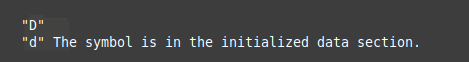 "D"
"d" The symbol is in the initialized data section.